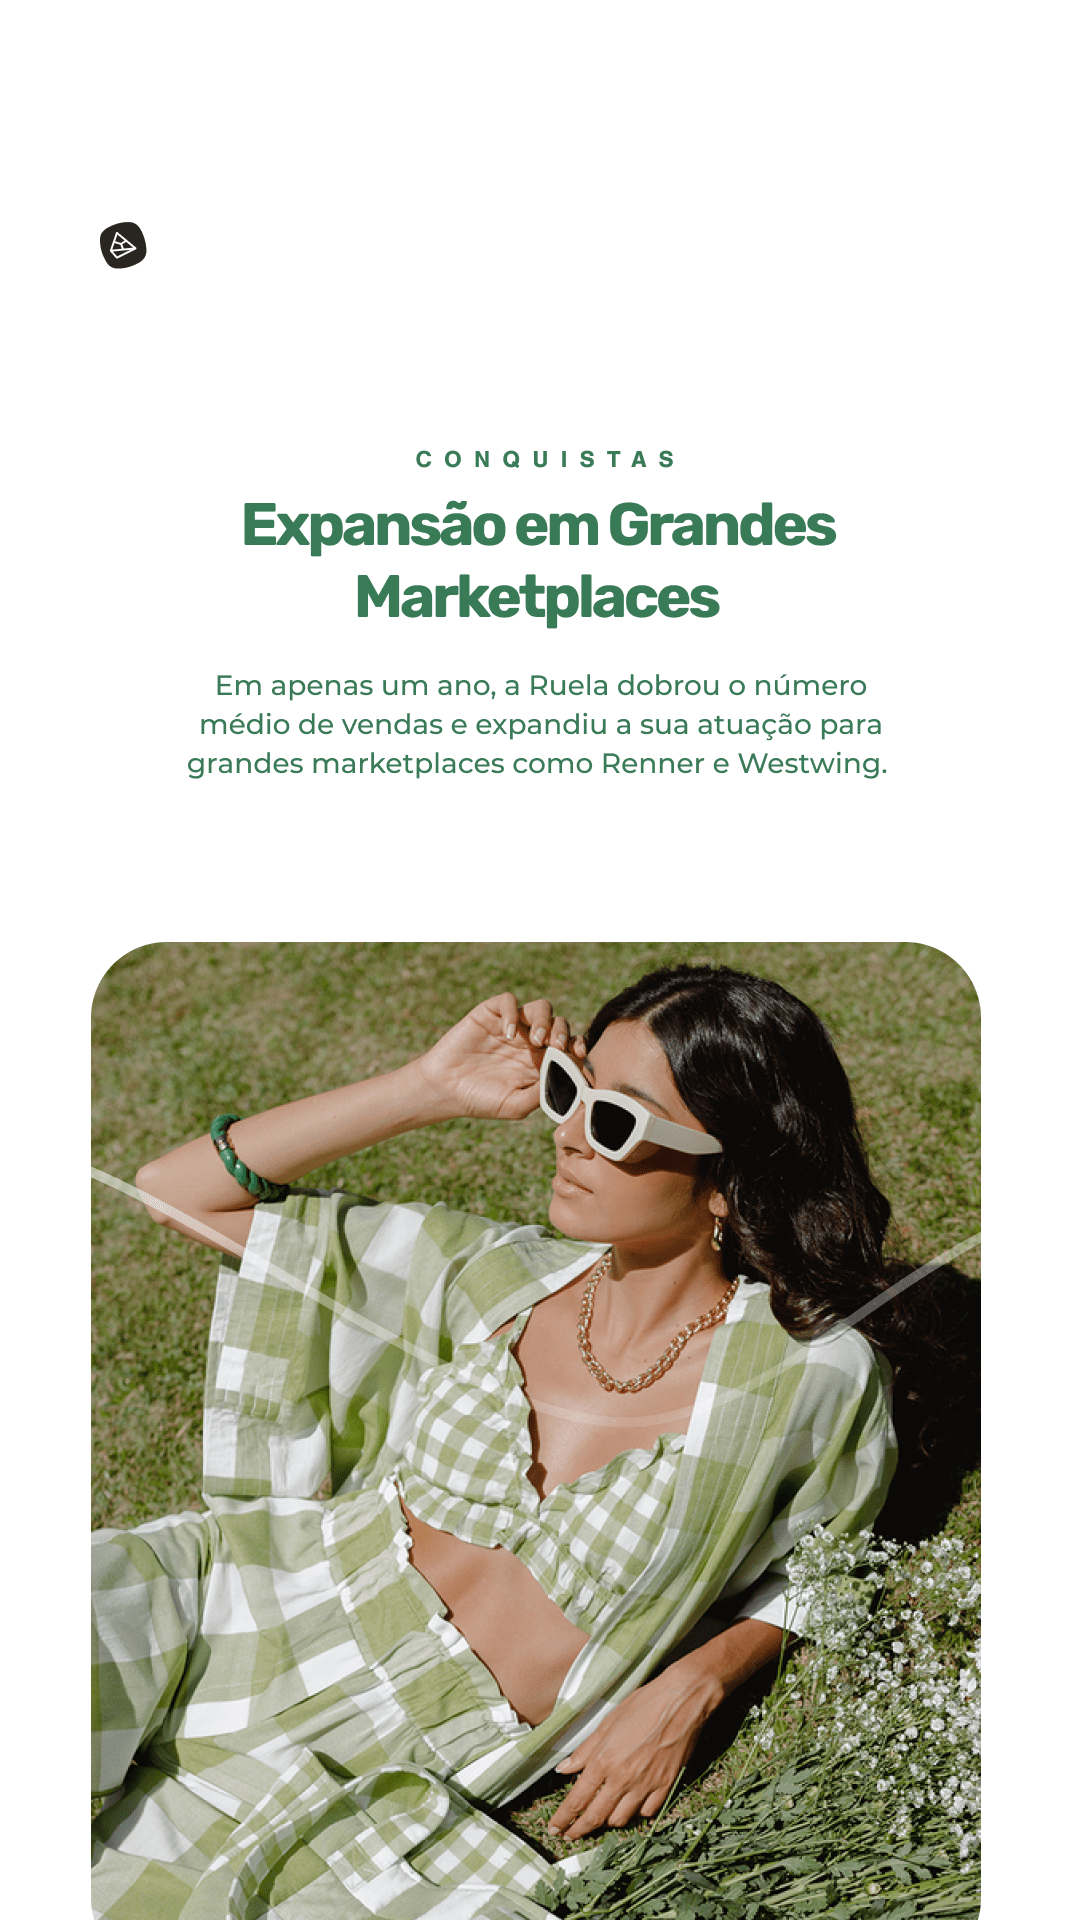 CONQUISTAS
Expansão em Grandes
Marketplaces
Em apenas um ano, a Ruela dobrou o número
médio de vendas e expandiu a sua atuação para
grandes marketplaces como Renner e Westwing.